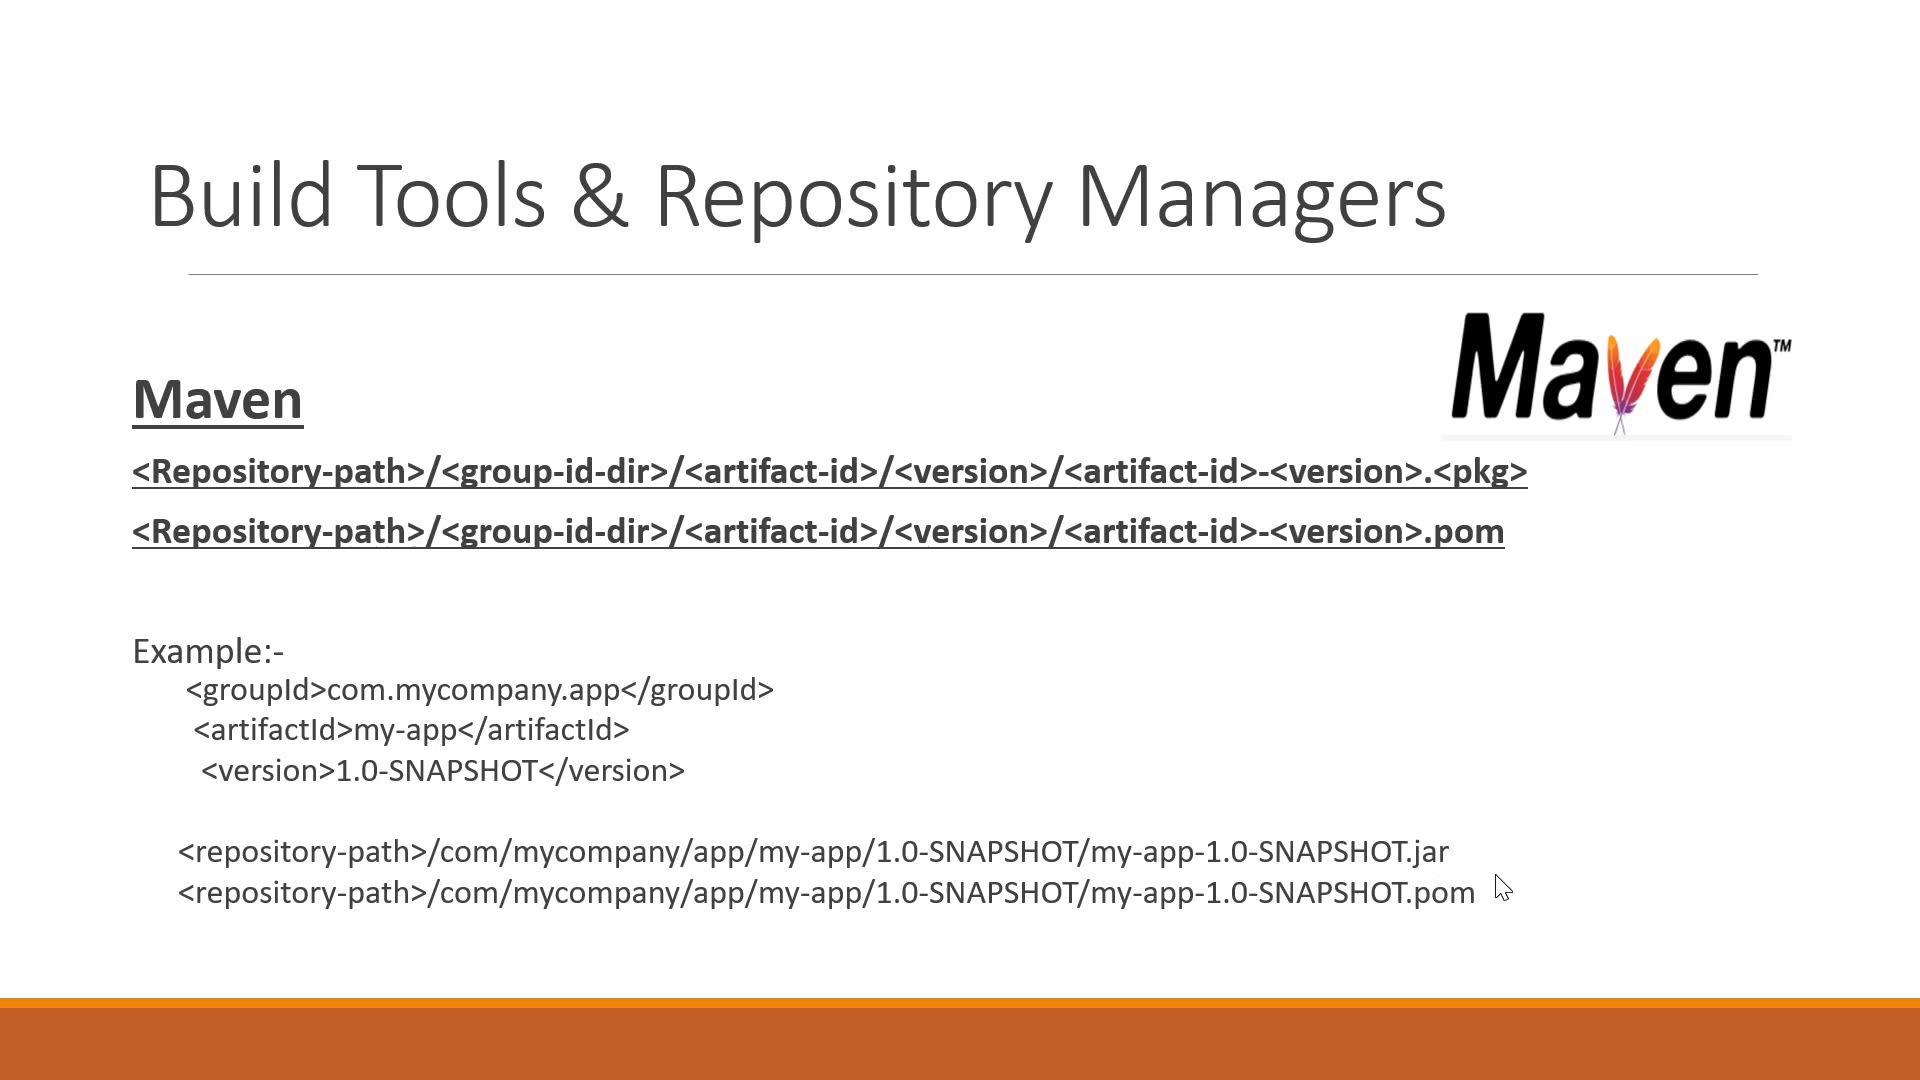 Build Tools & Repository Managers
Maven™
Maven
<Repository-path>/<group-id-dir>/<artifact-id>/<version>/<artifact-id>-<version>.<pkg>
<Repository-path>/<group-id-dir>/<artifact-id>/<version>/<artifact-id>-<version>.pom
Example:-
<groupId>com.mycompany.app</groupId>
<artifactId>my-app</artifactId>
<version>1.0-SNAPSHOT</version>
<repository-path>/com/mycompany/app/my-app/1.0-SNAPSHOT/my-app-1.0-SNAPSHOT.jar
<repository-path>/com/mycompany/app/my-app/1.0-SNAPSHOT/my-app-1.0-SNAPSHOT.pom